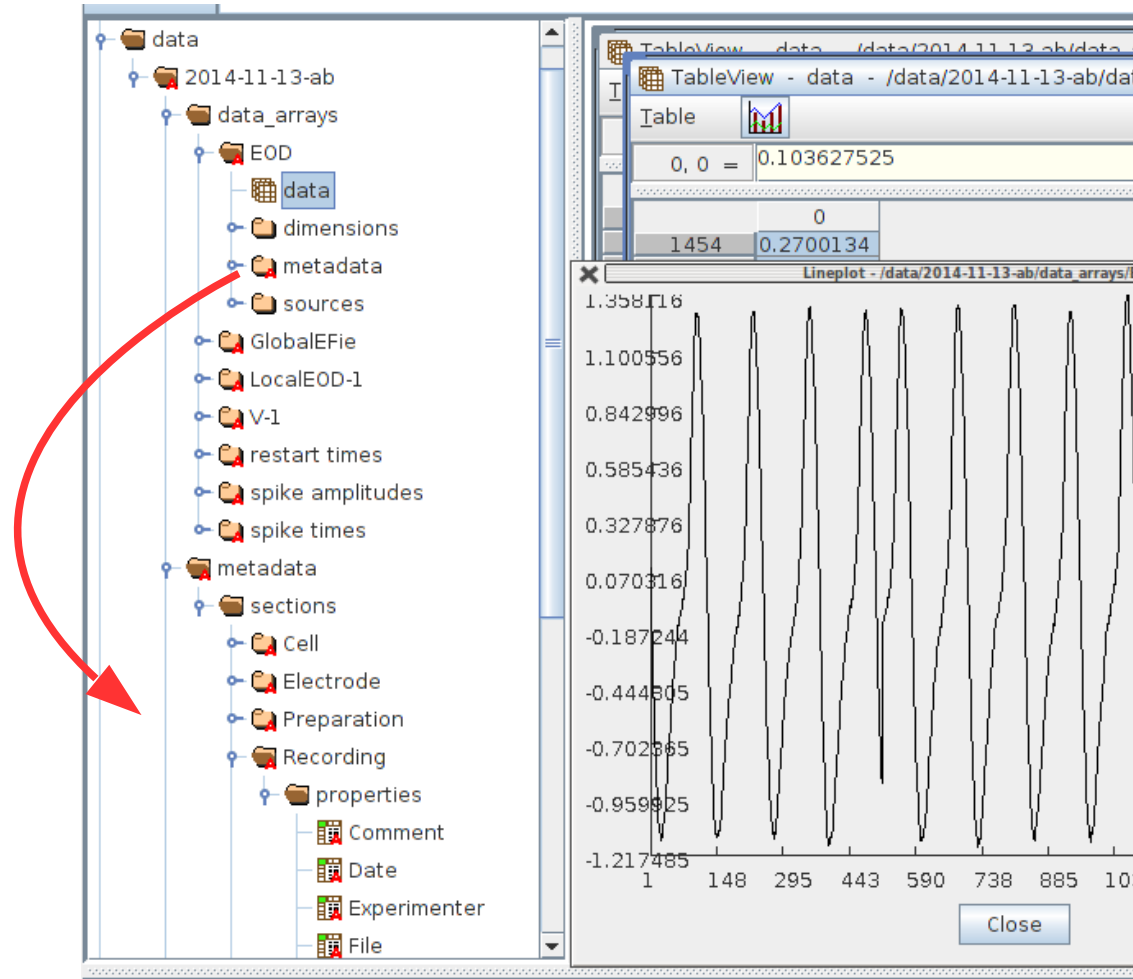 data
2014-11-13-ab
data_arrays
EOD
data
dimensions
metadata
sources
GlobalEFie
LocalEOD-1
V-1
restart times
spike amplitudes
spike times
metadata
sections
Cell
Electrode
Preparation
Recording
properties
Comment
Date
Experimenter
File
TableView - data - /data/2014-11-13-ab/data_
T
TableView - data - /data/2014-11-13-ab/dat
Table
0, 0 = 0.103627525
0
1454 0.2700134
Lineplot - /data/2014-11-13-ab/data_arrays/
1.358116
1.100556
0.842996
0.585436
0.327876
0.070316
-0.187244
-0.444805
-0.702365
-0.959925
-1.217485
1 148 295 443 590 738 885 103
Close